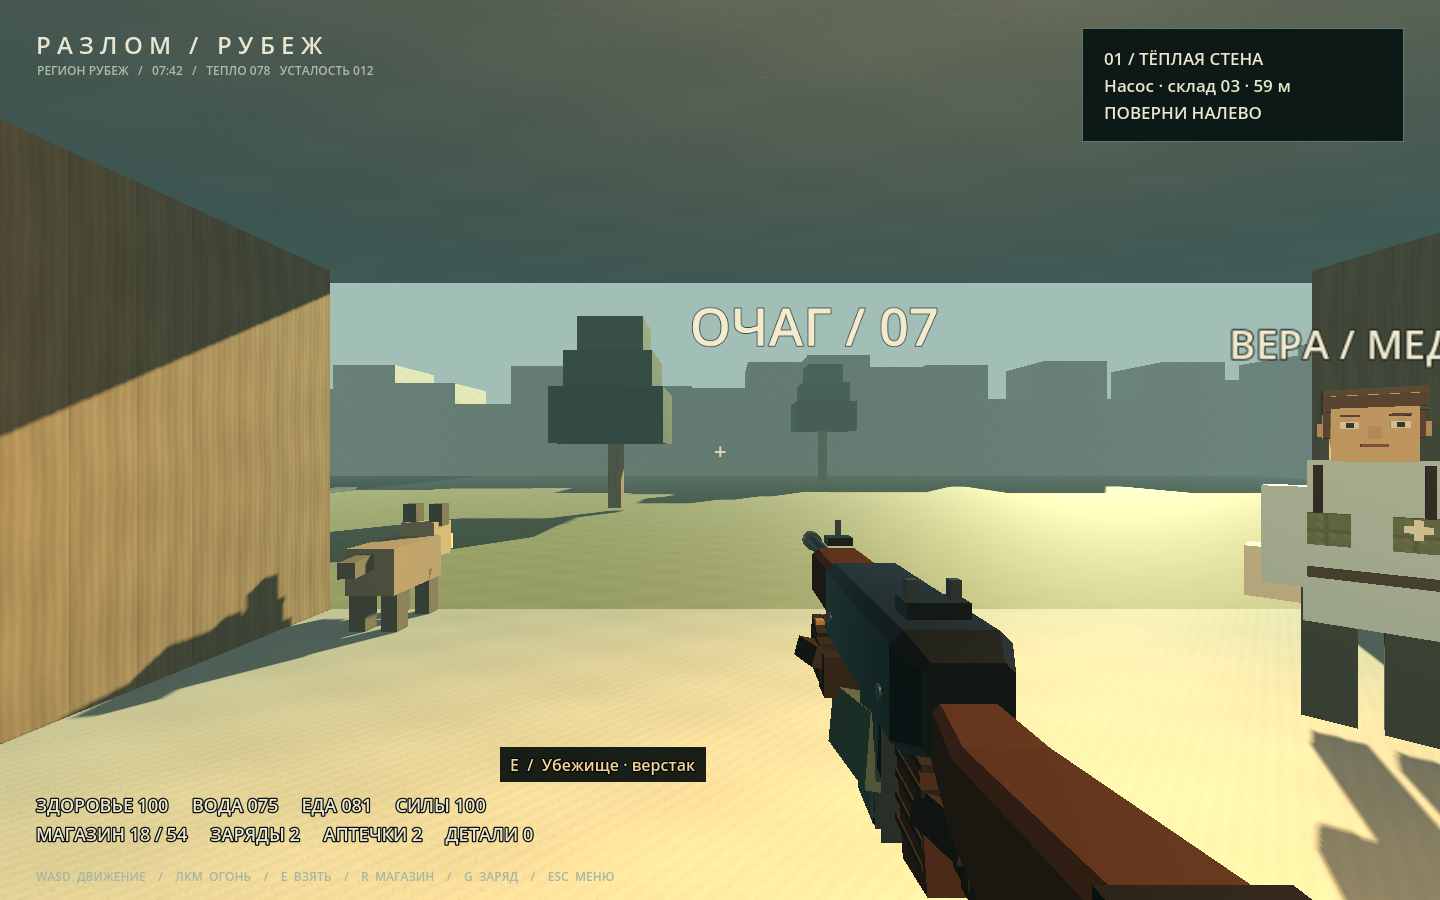 РАЗЛОМ / РУБЕЖ
РЕГИОН РУБЕЖ / 07:42 / ТЕПЛО 078 УСТАЛОСТЬ 012
01 / ТЁПЛАЯ СТЕНА
Насос · склад 03 · 59 м
ПОВЕРНИ НАЛЕВО
ОЧАГ / 07
ВЕРА / МЕД
E / Убежище · верстак
ЗДОРОВЬЕ 100 ВОДА 075 ЕДА 081 СИЛЫ 100
МАГАЗИН 18 / 54 ЗАРЯДЫ 2 АПТЕЧКИ 2 ДЕТАЛИ 0
WASD ДВИЖЕНИЕ / ЛКМ ОГОНЬ / E ВЗЯТЬ / R МАГАЗИН / G ЗАРЯД / ESC МЕНЮ